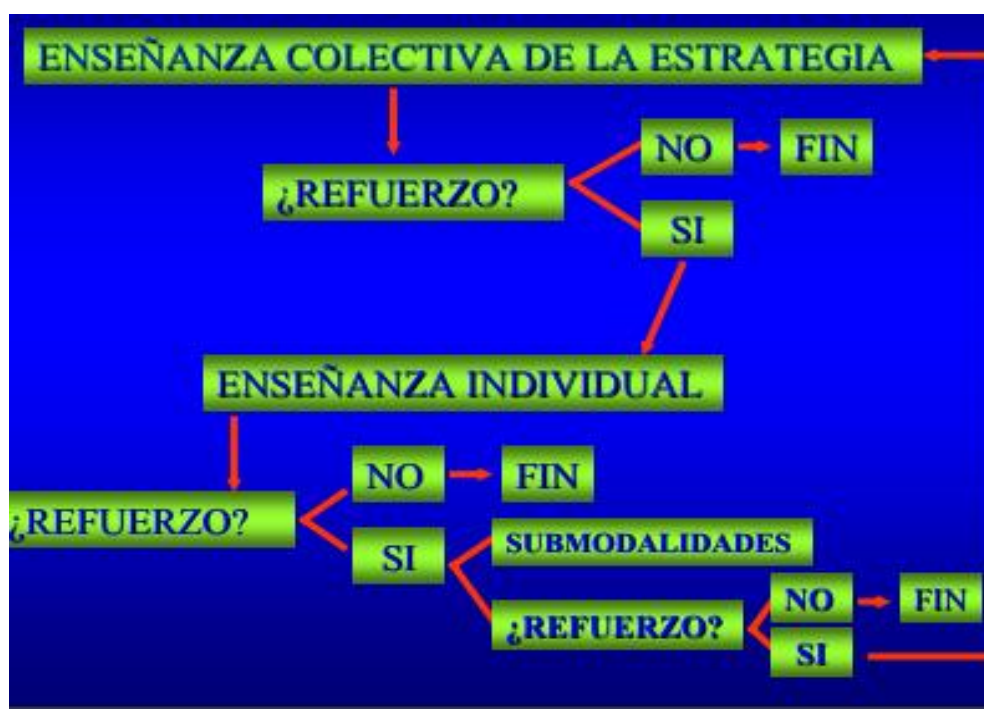 ENSEÑANZA COLECTIVA DE LA ESTRATEGIA
NO
FIN
¿REFUERZO?
SI
ENSEÑANZA INDIVIDUAL
NO
FIN
¿REFUERZO?
SI
SUBMODALIDADES
NO
FIN
¿REFUERZO?
SI